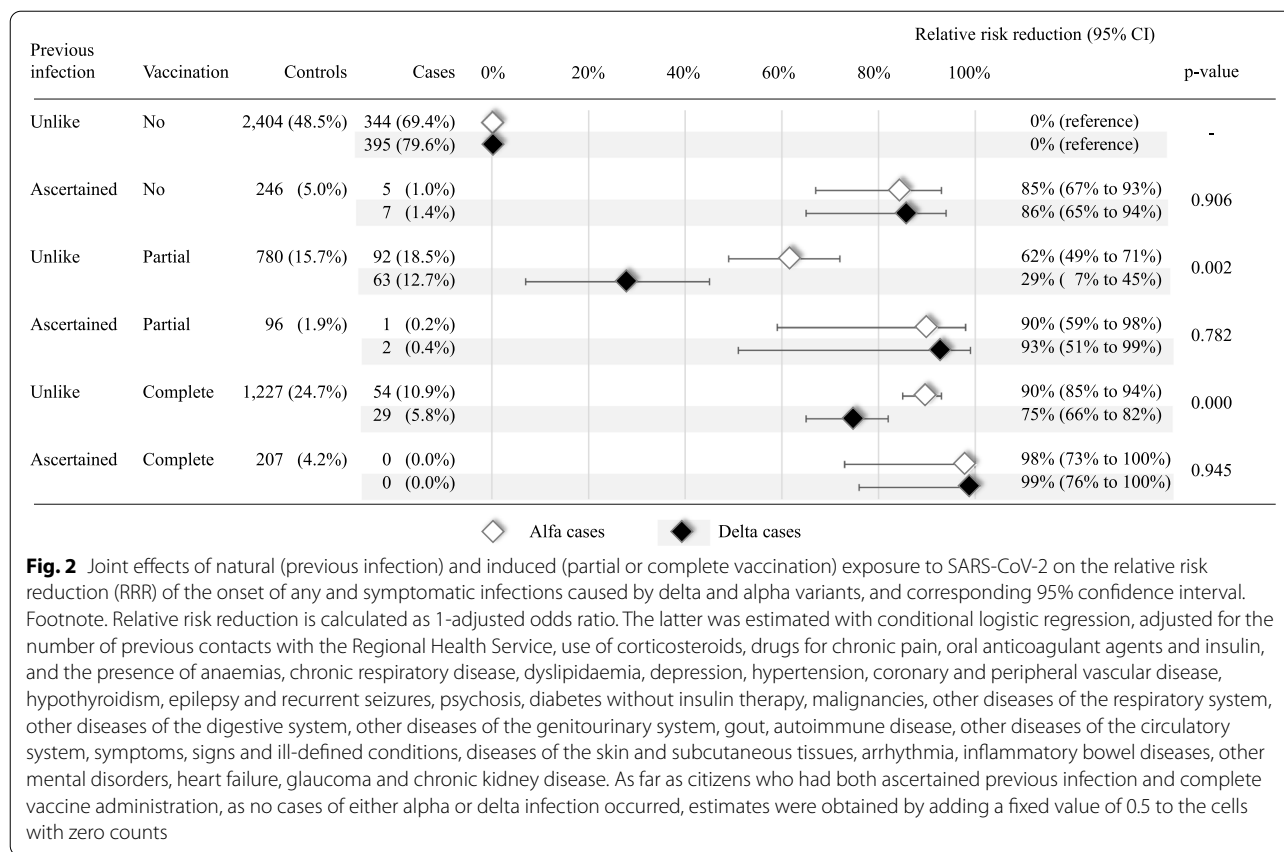 Relative risk reduction (95% CI)
Previous
infection Vaccination Controls Cases 0% 20% 40% 60% 80% 100% p-value
Unlike No 2,404 (48.5%) 344 (69.4%) 0% (reference)
395 (79.6%) 0% (reference) -
Ascertained No 246 (5.0%) 5 (1.0%) 85% (67% to 93%)
7 (1.4%) 86% (65% to 94%) 0.906
Unlike Partial 780 (15.7%) 92 (18.5%) 62% (49% to 71%)
63 (12.7%) 29% ( 7% to 45%) 0.002
Ascertained Partial 96 (1.9%) 1 (0.2%) 90% (59% to 98%)
2 (0.4%) 93% (51% to 99%) 0.782
Unlike Complete 1,227 (24.7%) 54 (10.9%) 90% (85% to 94%)
29 (5.8%) 75% (66% to 82%) 0.000
Ascertained Complete 207 (4.2%) 0 (0.0%) 98% (73% to 100%)
0 (0.0%) 99% (76% to 100%) 0.945
Alfa cases Delta cases
Fig. 2 Joint effects of natural (previous infection) and induced (partial or complete vaccination) exposure to SARS-CoV-2 on the relative risk
reduction (RRR) of the onset of any and symptomatic infections caused by delta and alpha variants, and corresponding 95% confidence interval.
Footnote. Relative risk reduction is calculated as 1-adjusted odds ratio. The latter was estimated with conditional logistic regression, adjusted for the
number of previous contacts with the Regional Health Service, use of corticosteroids, drugs for chronic pain, oral anticoagulant agents and insulin,
and the presence of anaemias, chronic respiratory disease, dyslipidaemia, depression, hypertension, coronary and peripheral vascular disease,
hypothyroidism, epilepsy and recurrent seizures, psychosis, diabetes without insulin therapy, malignancies, other diseases of the respiratory system,
other diseases of the digestive system, other diseases of the genitourinary system, gout, autoimmune disease, other diseases of the circulatory
system, symptoms, signs and ill-defined conditions, diseases of the skin and subcutaneous tissues, arrhythmia, inflammatory bowel diseases, other
mental disorders, heart failure, glaucoma and chronic kidney disease. As far as citizens who had both ascertained previous infection and complete
vaccine administration, as no cases of either alpha or delta infection occurred, estimates were obtained by adding a fixed value of 0.5 to the cells
with zero counts